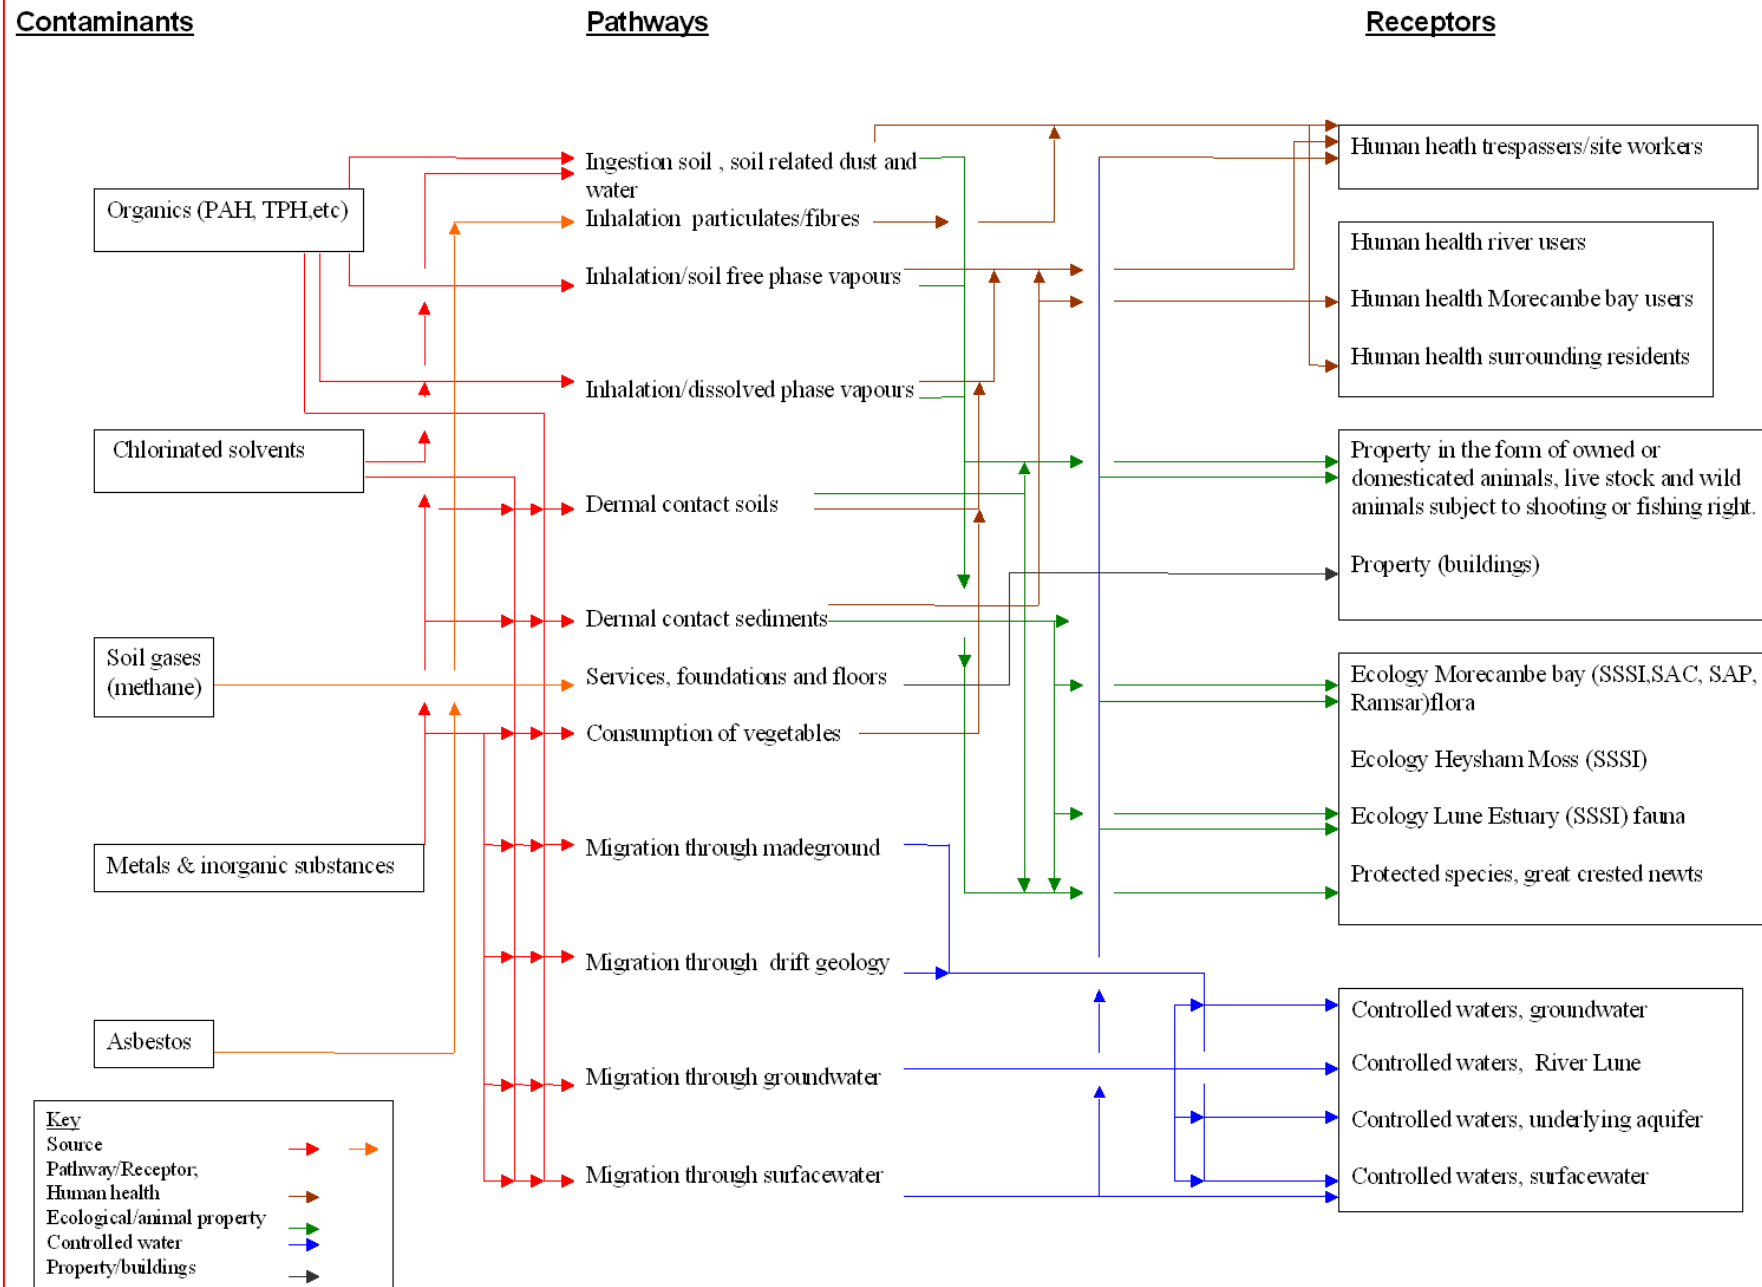 Contaminants
Pathways
Receptors
Organics (PAH, TPH,etc)
Chlorinated solvents
Soil gases
(methane)
Metals & inorganic substances
Asbestos
Key
Source
Pathway/Receptor;
Human health
Ecological/animal property
Controlled water
Property/buildings
Ingestion soil , soil related dust and
water
Inhalation particulates/fibres
Inhalation/soil free phase vapours
Inhalation/dissolved phase vapours
Dermal contact soils
Dermal contact sediments
Services, foundations and floors
Consumption of vegetables
Migration through madeground
Migration through drift geology
Migration through groundwater
Migration through surfacewater
Human heath trespassers/site workers
Human health river users
Human health Morecambe bay users
Human health surrounding residents
Property in the form of owned or
domesticated animals, live stock and wild
animals subject to shooting or fishing right.
Property (buildings)
Ecology Morecambe bay (SSSI,SAC, SAP,
Ramsar)flora
Ecology Heysham Moss (SSSI)
Ecology Lune Estuary (SSSI) fauna
Protected species, great crested newts
Controlled waters, groundwater
Controlled waters, River Lune
Controlled waters, underlying aquifer
Controlled waters, surfacewater